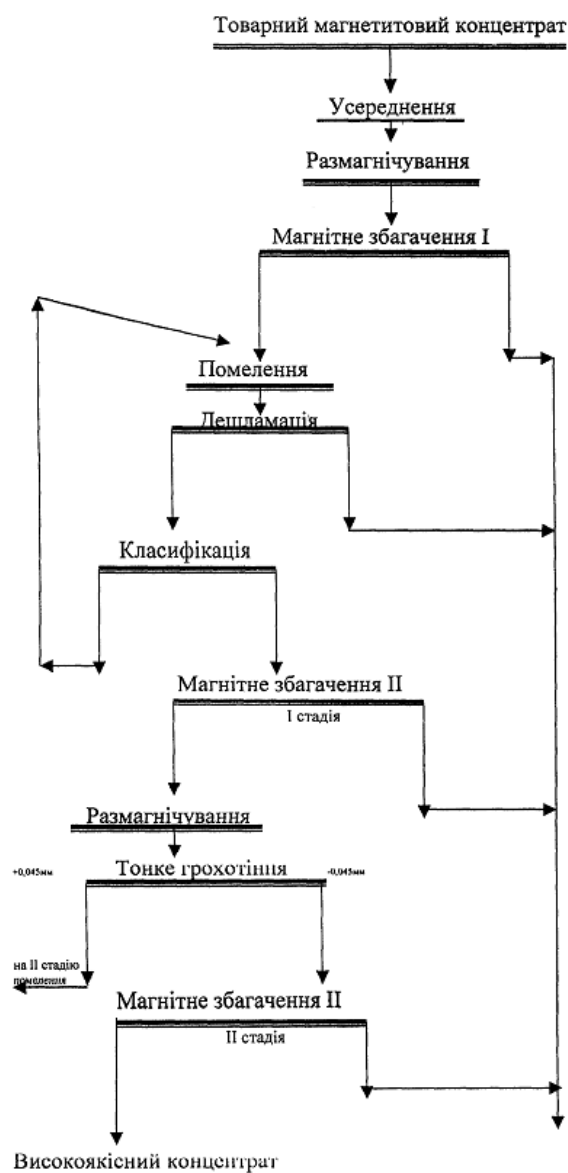 Товарний магнетитовий концентрат
Усереднення
Размагнічування
Магнітне збагачення I
Помелення
Дешламація
Класифікація
Магнітне збагачення II
I стадія
Размагнічування
+0,045мм
Тонке грохотіння
-0,045мм
на II стадію
помелення
Магнітне збагачення II
II стадія
Високоякісний концентрат